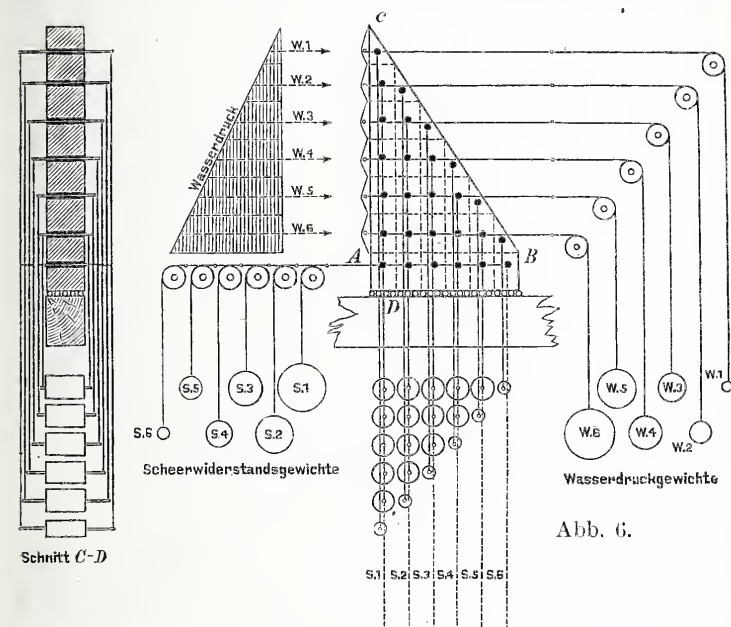 C
W.1
W.2
W.3
W.4
W.5
W.6
Wasserdruck
A
B
D
S.6
S.5
S.4
S.3
S.2
S.1
Scheerwiderstandsgewichte
W.6
W.5
W.4
W.3
W.2
W.1
Wasserdruckgewichte
Abb. 6.
Schnitt C-D
S.1 S.2 S.3 S.4 S.5 S.6